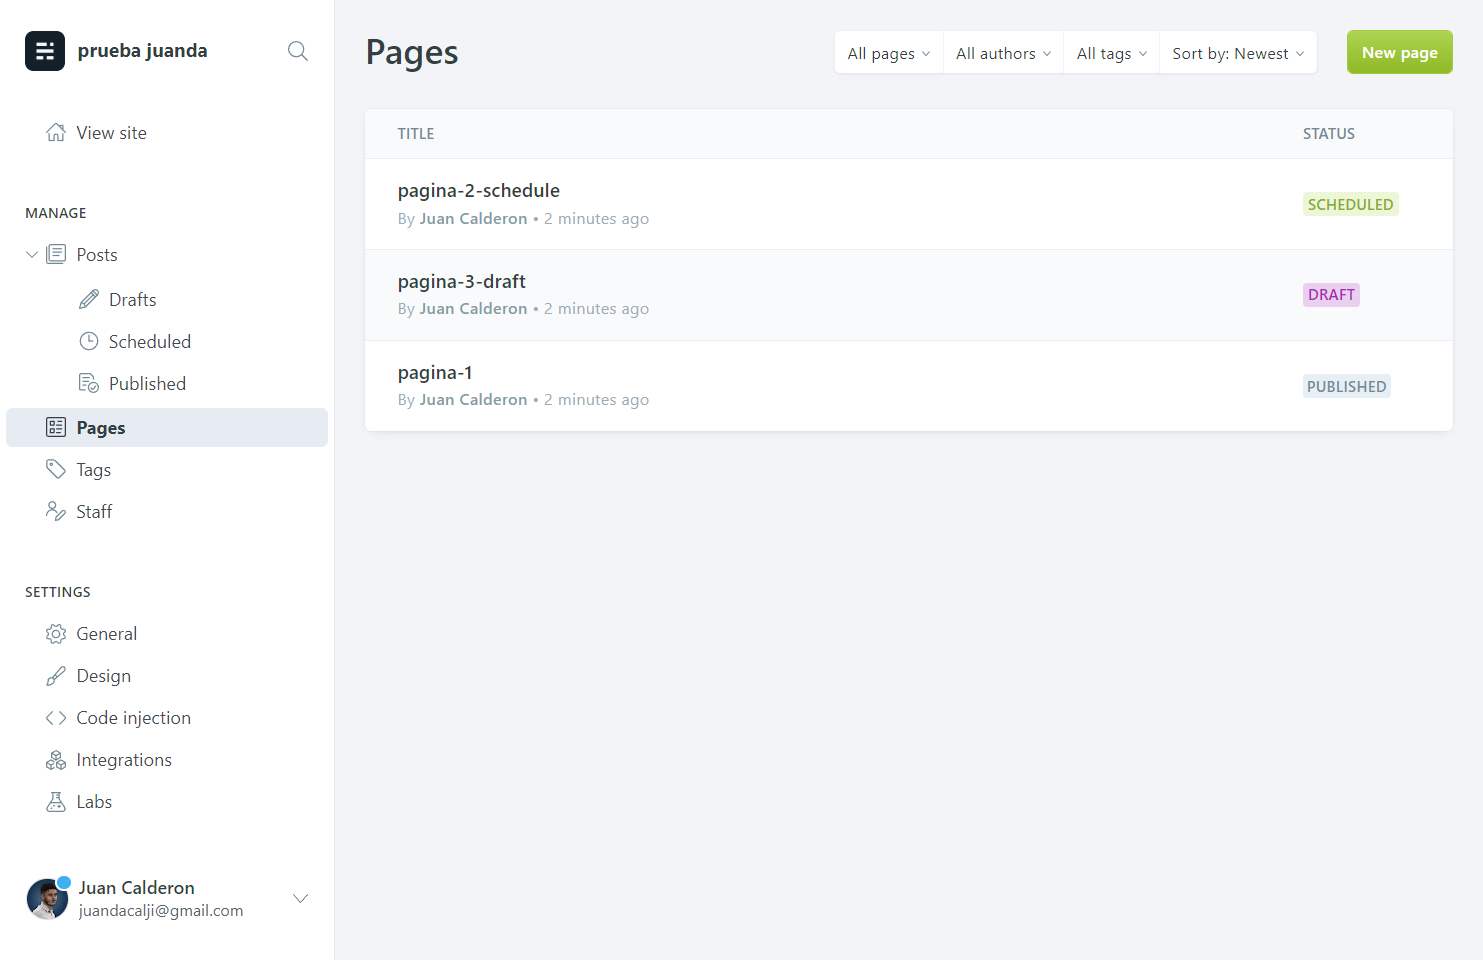 prueba juanda
View site
MANAGE
Posts
Drafts
Scheduled
Published
Pages
Tags
Staff
SETTINGS
General
Design
Code injection
Integrations
Labs
Juan Calderon
juandacalji@gmail.com
Pages
All pages
All authors
All tags
Sort by: Newest
New page
TITLE STATUS
pagina-2-schedule
By Juan Calderon • 2 minutes ago
SCHEDULED
pagina-3-draft
By Juan Calderon • 2 minutes ago
DRAFT
pagina-1
By Juan Calderon • 2 minutes ago
PUBLISHED